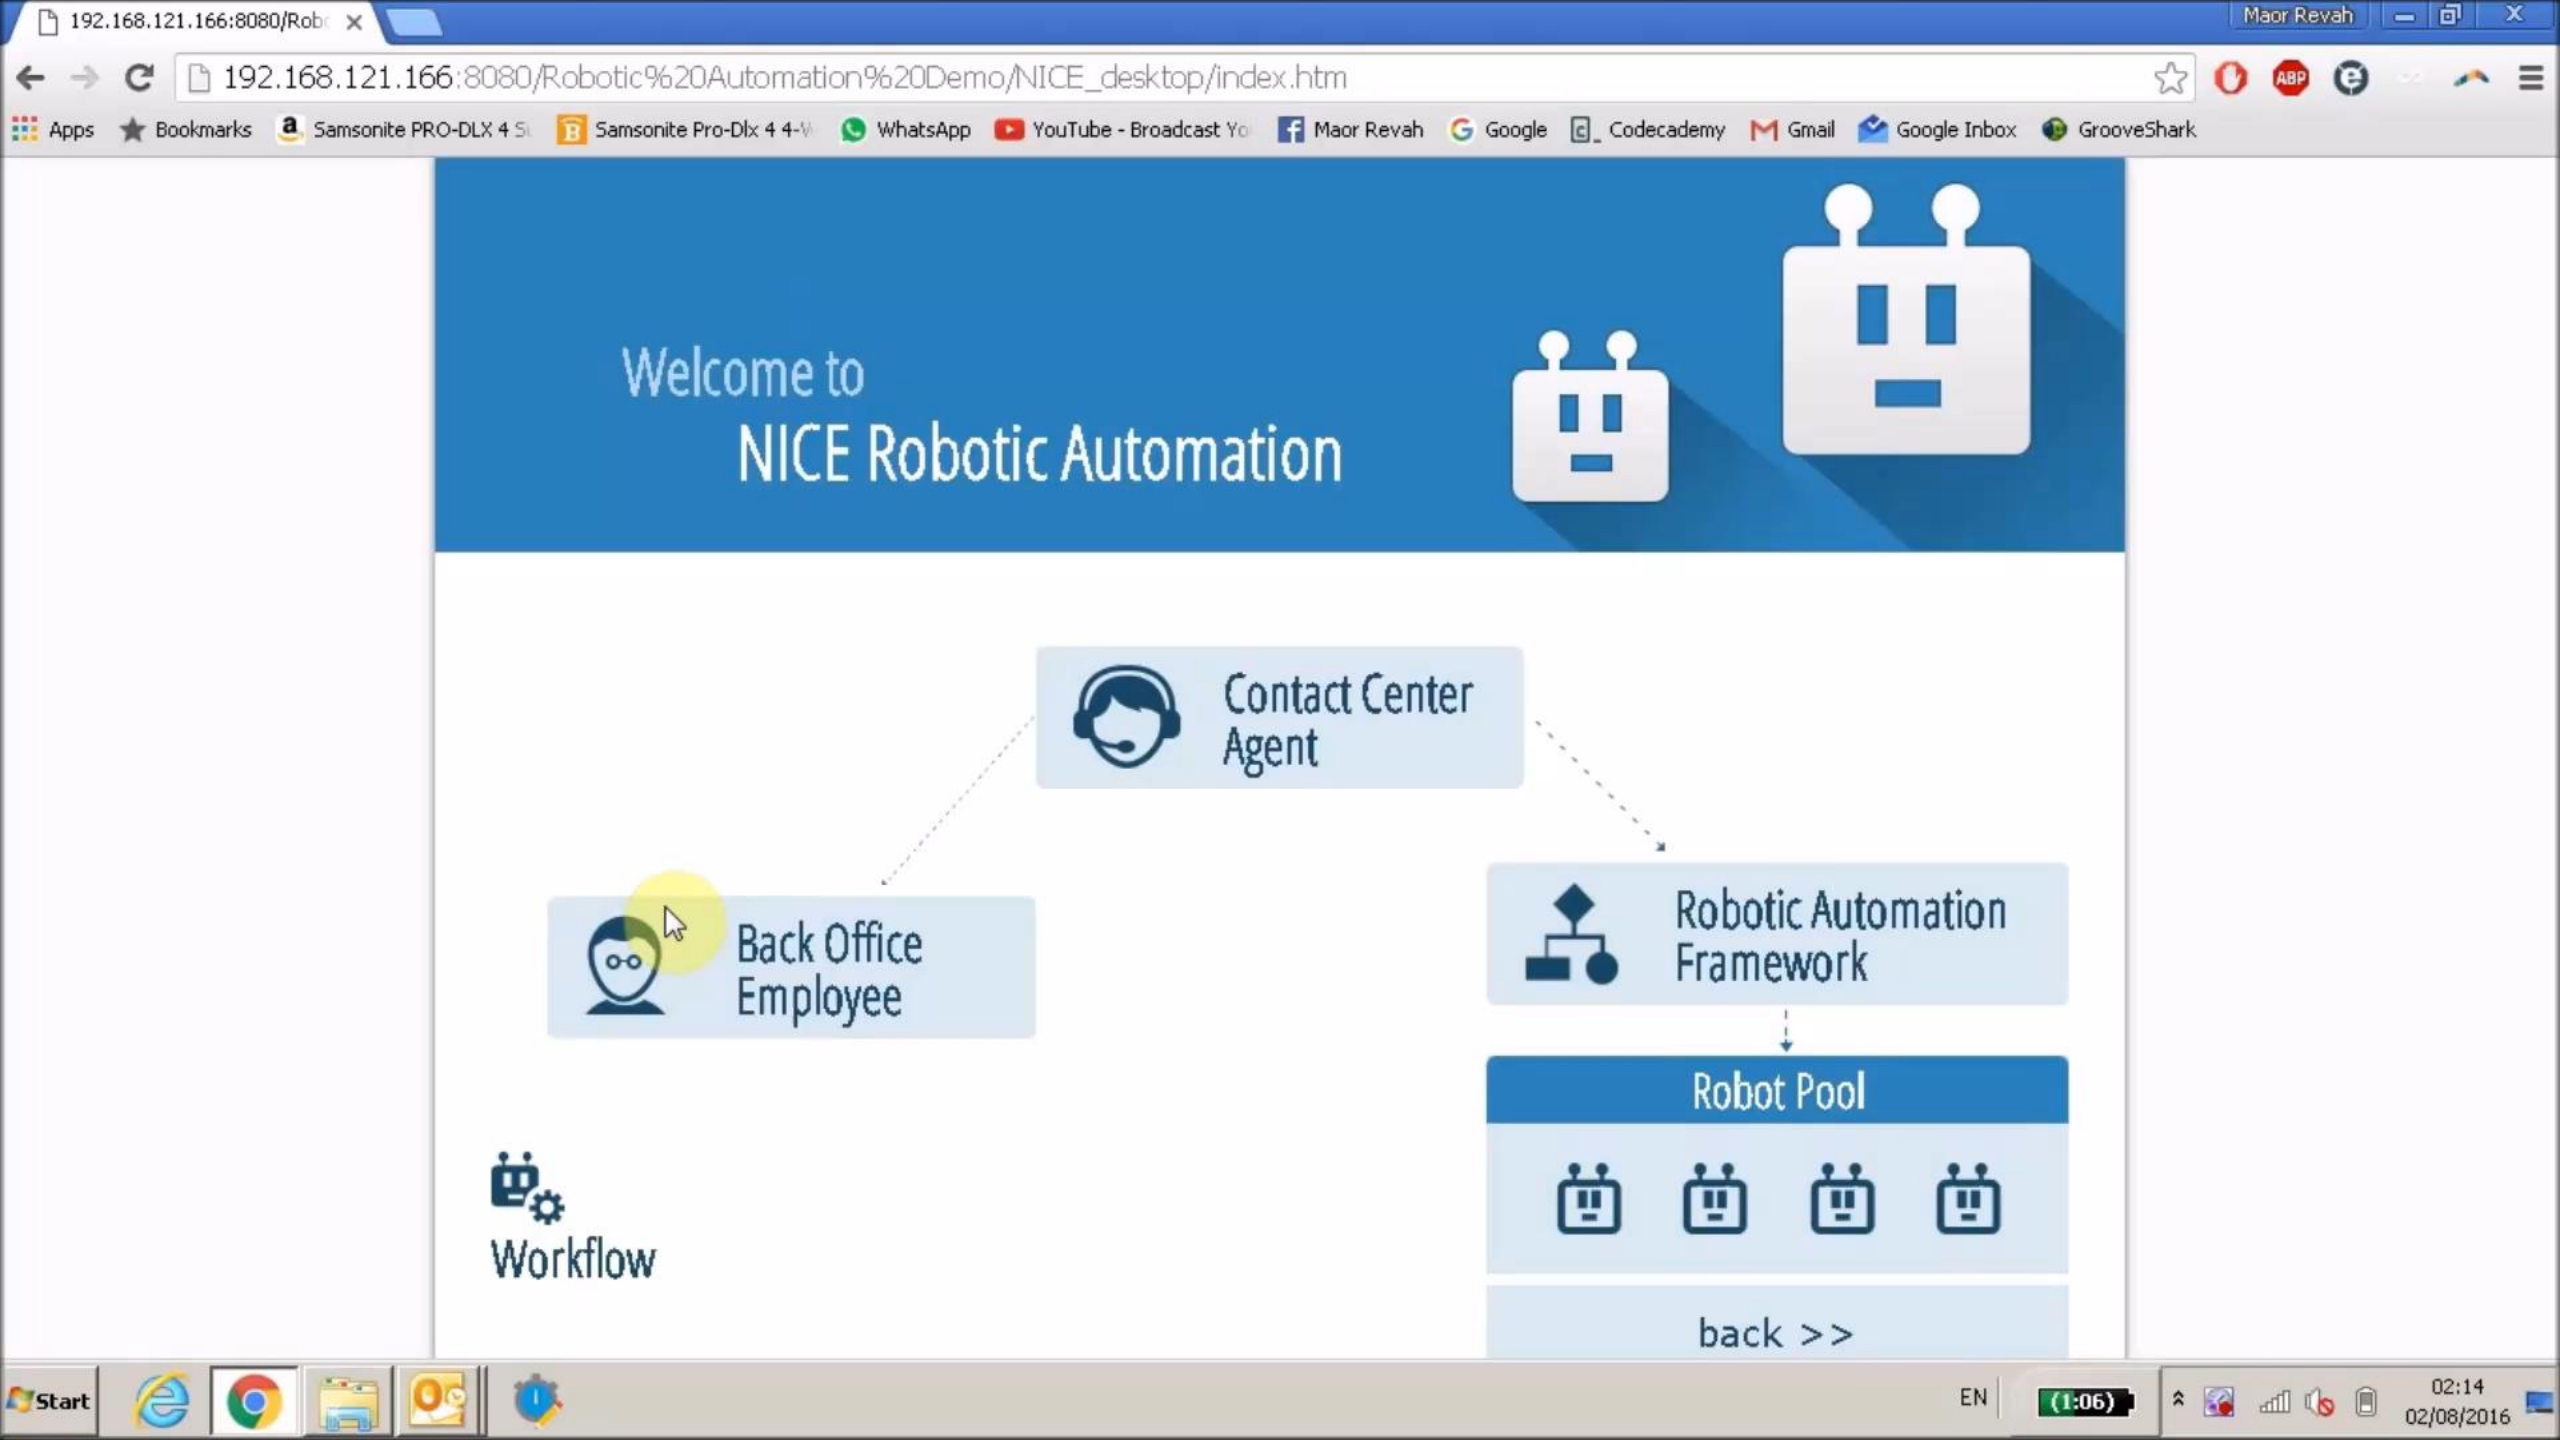 192.168.121.166:8080/Rob
Maor Revah
192.168.121.166:8080/Robotic%20Automation%20Demo/NICE_desktop/index.htm
ABP
Apps
Bookmarks
Samsonite PRO-DLX 4 S
Samsonite Pro-Dlx 4 4-
WhatsApp
YouTube - Broadcast Yo
Maor Revah
Google
Codecademy
Gmail
Google Inbox
GrooveShark
Welcome to
NICE Robotic Automation
Contact Center
Agent
Back Office
Employee
Robotic Automation
Framework
Robot Pool
Workflow
back >>
Start
EN
(1:06)
02:14
02/08/2016